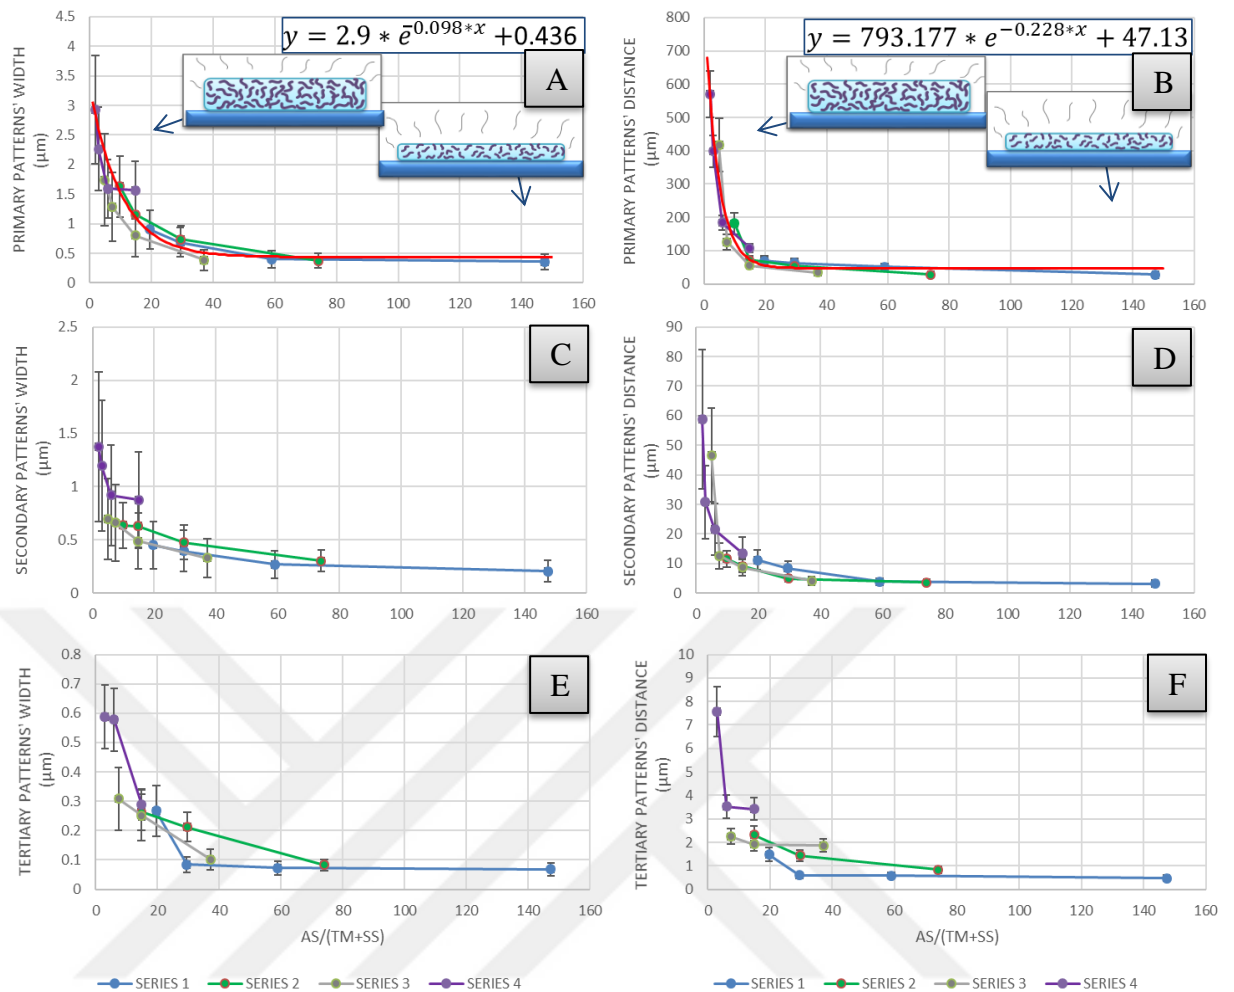 y = 2.9 * e^-0.098*x +0.436
A
PRIMARY PATTERNS' WIDTH
(μm)
4.5
4
3.5
3
2.5
2
1.5
1
0.5
0
0 20 40 60 80 100 120 140 160
y = 793.177 * e^-0.228*x + 47.13
B
PRIMARY PATTERNS' DISTANCE
(μm)
800
700
600
500
400
300
200
100
0
0 20 40 60 80 100 120 140 160
C
SECONDARY PATTERNS' WIDTH
(μm)
2.5
2
1.5
1
0.5
0
0 20 40 60 80 100 120 140 160
D
SECONDARY PATTERNS' DISTANCE
(μm)
90
80
70
60
50
40
30
20
10
0
0 20 40 60 80 100 120 140 160
E
TERTIARY PATTERNS' WIDTH
(μm)
0.8
0.7
0.6
0.5
0.4
0.3
0.2
0.1
0
0 20 40 60 80 100 120 140 160
AS/(TM+SS)
F
TERTIARY PATTERNS' DISTANCE
(μm)
10
9
8
7
6
5
4
3
2
1
0
0 20 40 60 80 100 120 140 160
AS/(TM+SS)
SERIES 1 SERIES 2 SERIES 3 SERIES 4
SERIES 1 SERIES 2 SERIES 3 SERIES 4